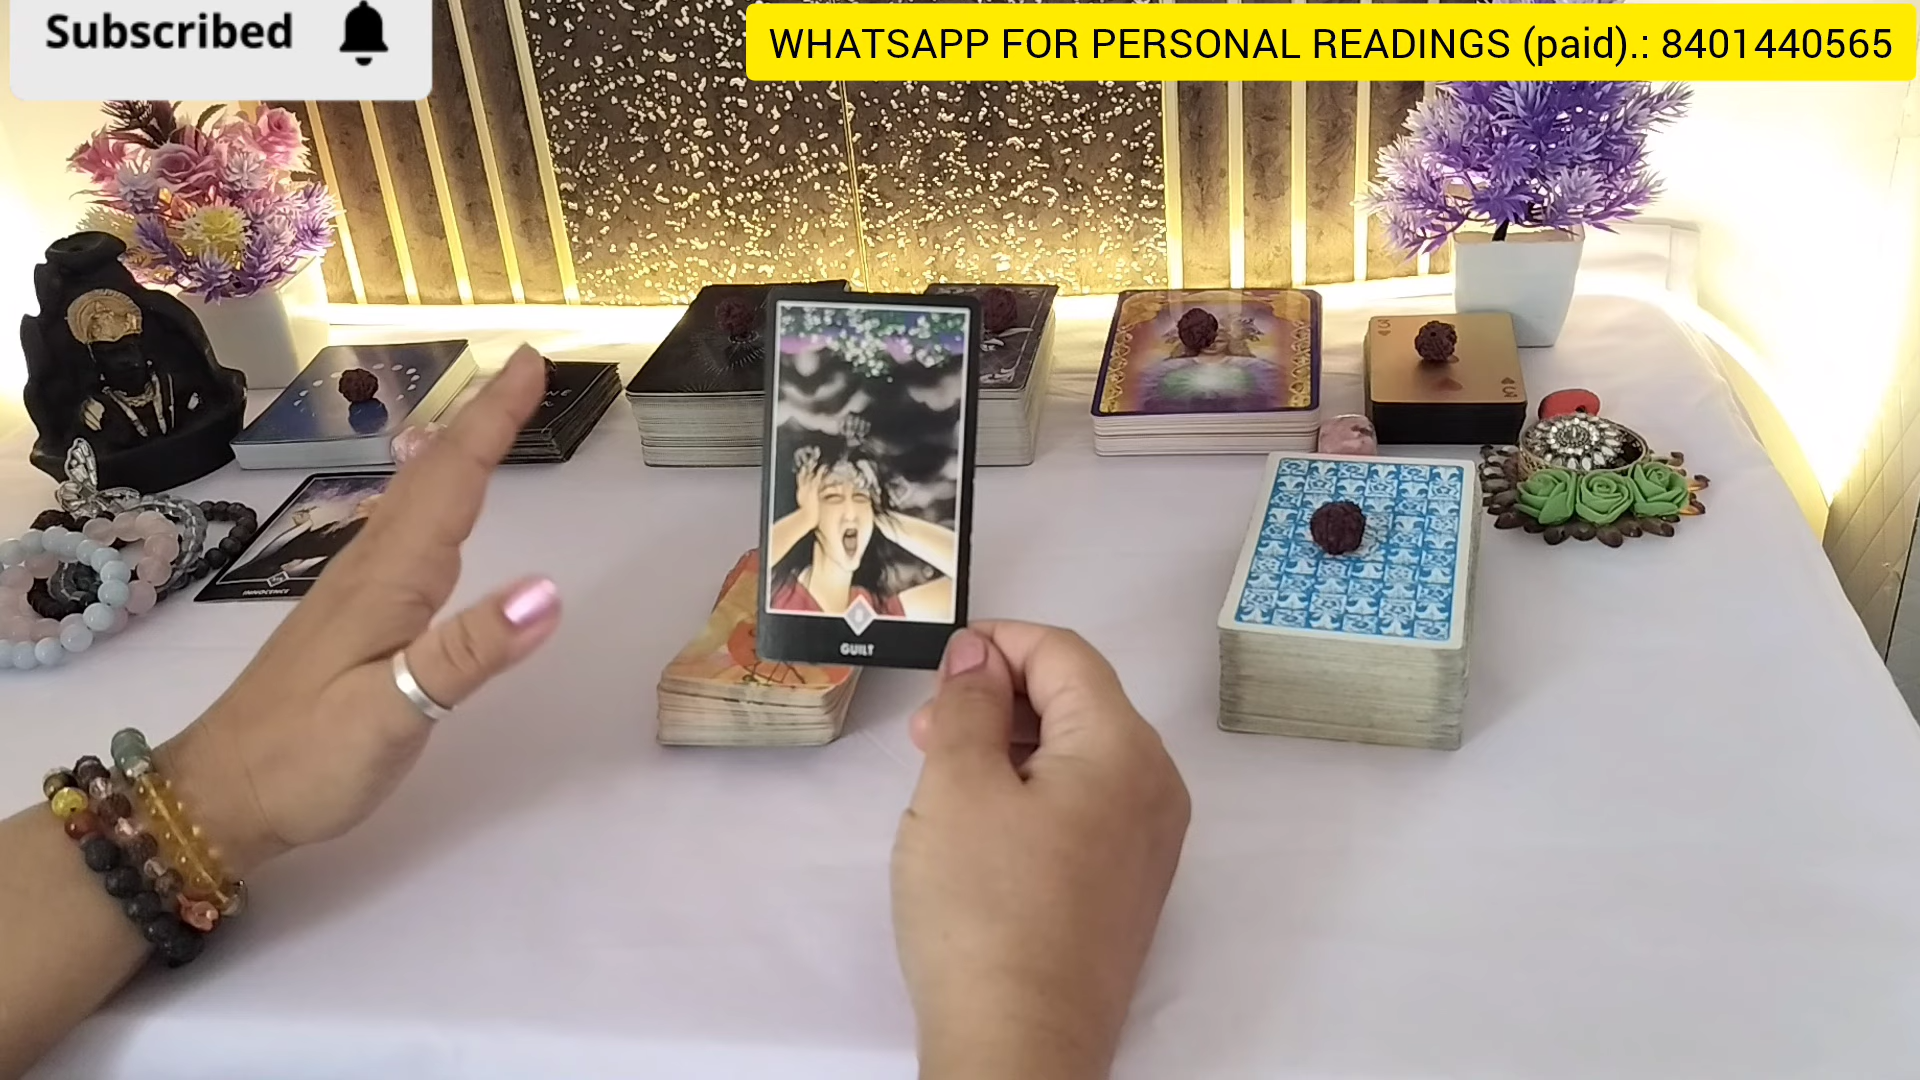 Subscribed
WHATSAPP FOR PERSONAL READINGS (paid).: 8401440565
INNOCENCE
GUILT